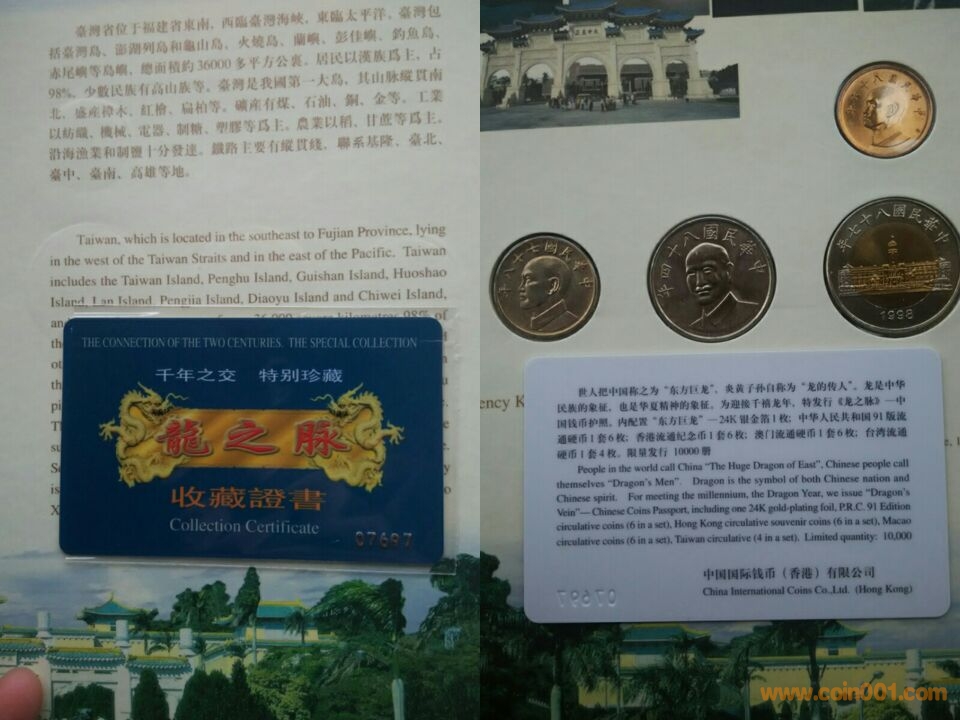 臺灣省位于福建省東南，西臨臺灣海峽，東臨太平洋。臺灣包
括臺灣島、澎湖列島和龜山島、火燒島、蘭嶼、彭佳嶼、釣魚島、
赤尾嶼等島嶼，總面積約36000多平方公裏。居民以漢族爲主，占
98%，少數民族有高山族等。臺灣是我國第一大島，其山脉縱貫南
北，盛産樟水、紅檜、扁柏等。礦産有煤、石油、銅、金等。工業
以紡織、機械、電器、制糖、塑膠等爲主。農業以稻、甘蔗等爲主。
沿海漁業和制鹽十分發達。鐵路主要有縱貫綫、聯系基隆、臺北、
臺中、臺南、高雄等地。
Taiwan, which is located in the southeast to Fujian Province, lying
in the west of the Taiwan Straits and in the east of the Pacific. Taiwan
includes the Taiwan Island, Penghu Island, Guishan Island, Huoshao
Island, Lan Island, Pengjia Island, Diaoyu Island and Chiwei Island,
THE CONNECTION OF THE TWO CENTURIES. THE SPECIAL COLLECTION
千年之交 特别珍藏
龍之脉
收藏證書
Collection Certificate
07697
中華民國八十七年
中華民國七十八年
中華民國八十四年
中華民國八十七年
1998
世人把中国称之为“东方巨龙”，炎黄子孙自称为“龙的传人”。龙是中华
民族的象征，也是华夏精神的象征。为迎接千禧龙年，特发行《龙之脉》—中
国钱币护照。内配置“东方巨龙”—24K 银金箔1枚；中华人民共和国91版流
通硬币1套6枚；香港流通纪念币1套6枚；澳门流通硬币1套6枚；台湾流通
硬币1套4枚。限量发行 10000 册
People in the world call China “The Huge Dragon of East”, Chinese people call
themselves “Dragon's Men”. Dragon is the symbol of both Chinese nation and
Chinese spirit. For meeting the millennium, the Dragon Year, we issue “Dragon's
Vein”— Chinese Coins Passport, including one 24K gold-plating foil, P.R.C. 91 Edition
circulative coins (6 in a set), Hong Kong circulative souvenir coins (6 in a set), Macao
circulative coins (6 in a set), Taiwan circulative (4 in a set), Limited quantity: 10,000
中国国际钱币（香港）有限公司
China International Coins Co.,Ltd. (Hong Kong)
07697
www.coin001.com